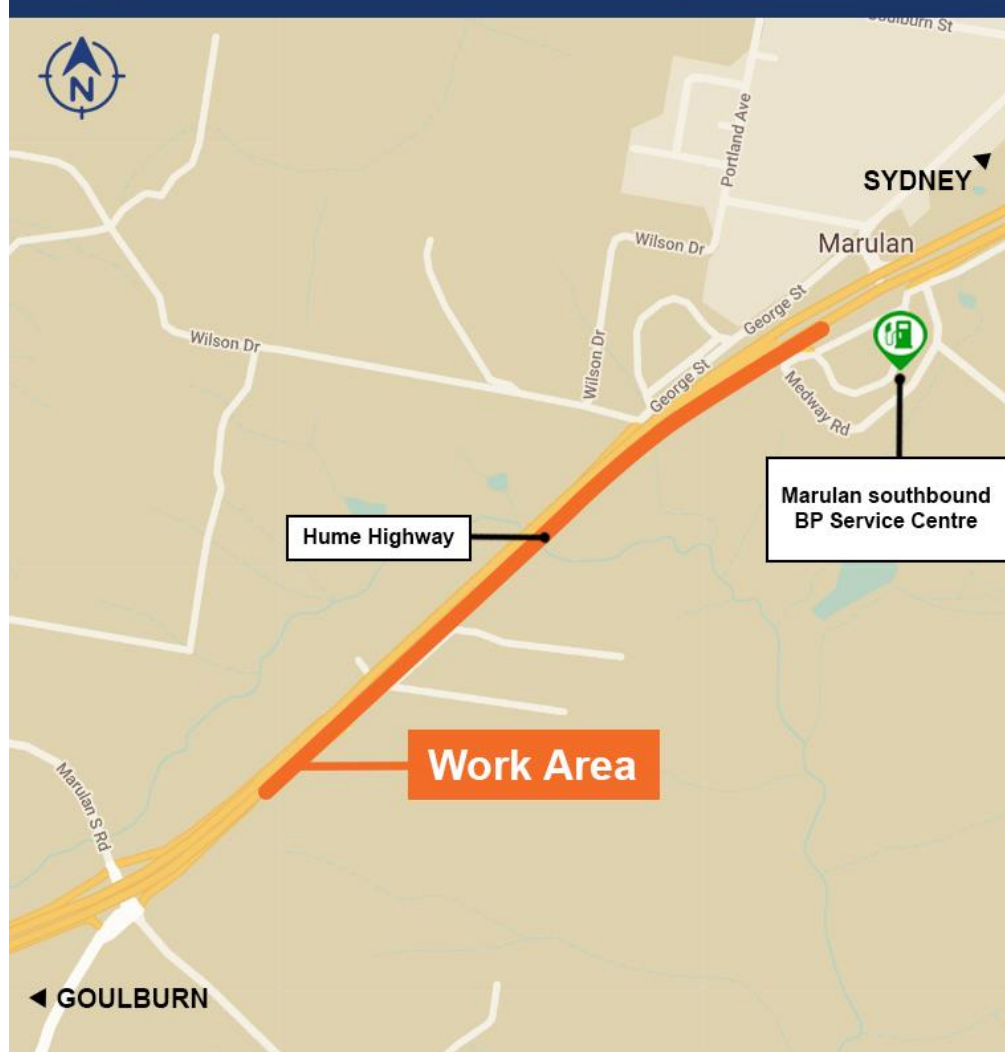 Goulburn St
N
Portland Ave
SYDNEY
Wilson Dr
Marulan
George St
Wilson Dr
Wilson Dr
George St
Medway Rd
Marulan southbound
BP Service Centre
Hume Highway
Work Area
Marulan S Rd
GOULBURN